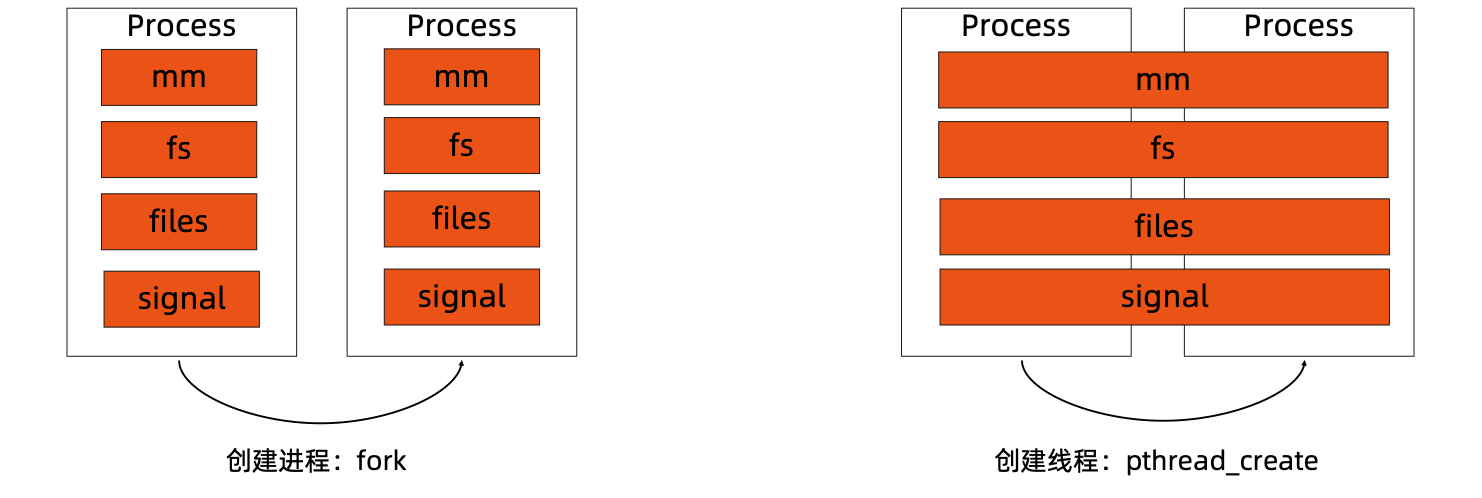 Process
mm
fs
files
signal
Process
mm
fs
files
signal
创建进程：fork
Process
Process
mm
fs
files
signal
创建线程：pthread_create